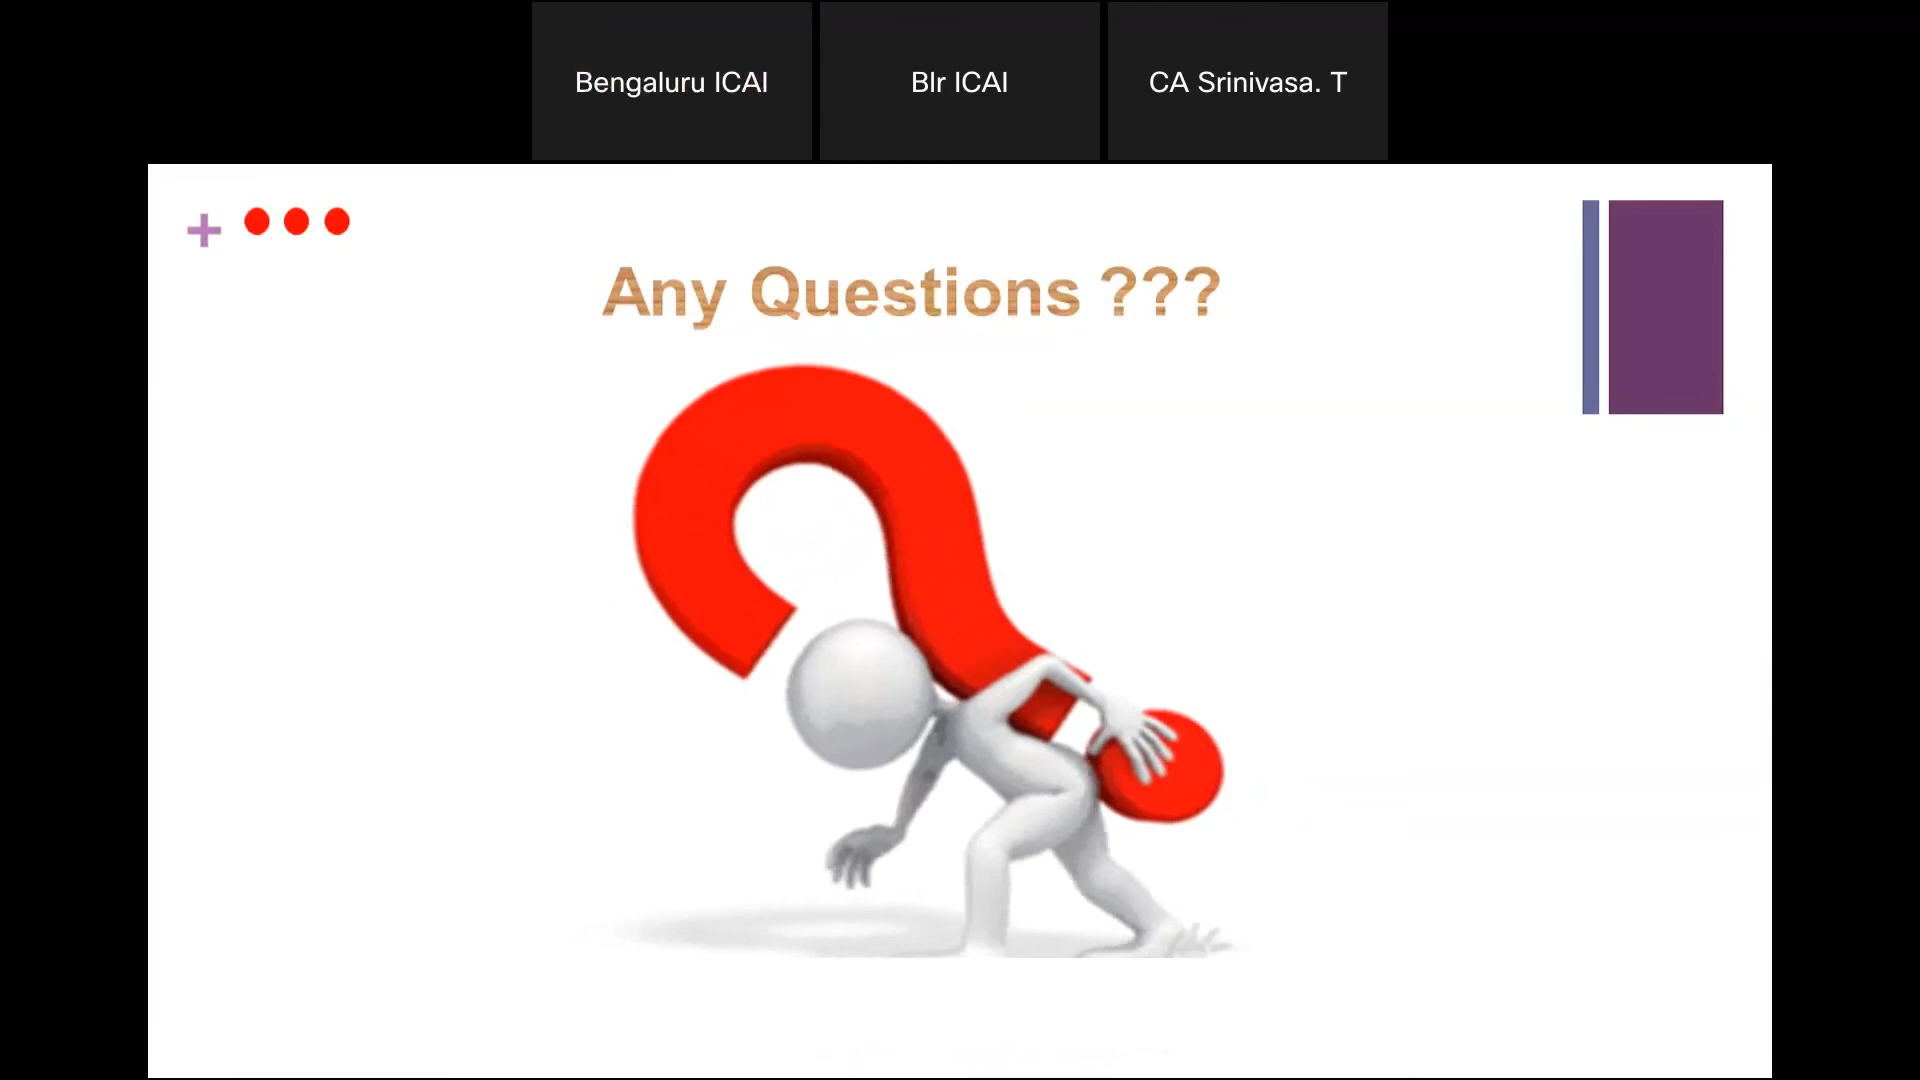 Bengaluru ICAI
Blr ICAI
CA Srinivasa. T
+
Any Questions ???